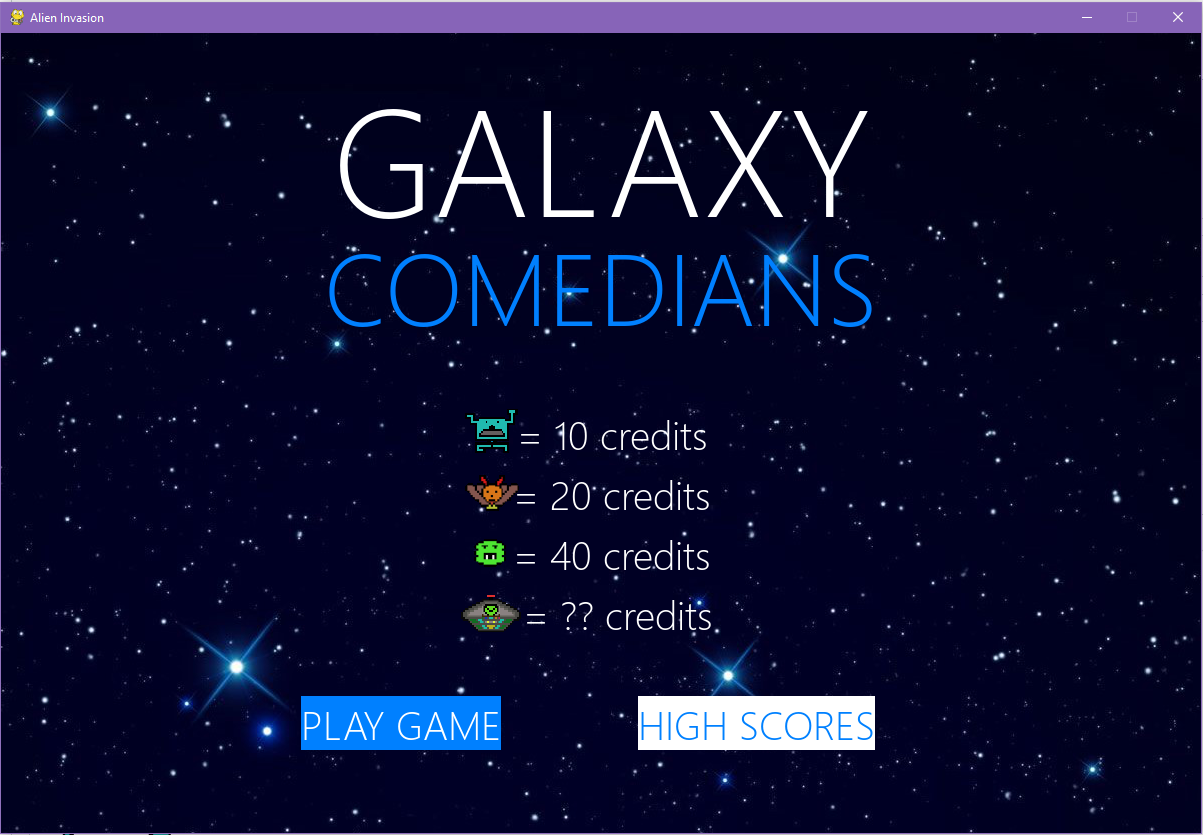 Alien Invasion
GALAXY
COMEDIANS
= 10 credits
= 20 credits
= 40 credits
= ?? credits
PLAY GAME
HIGH SCORES